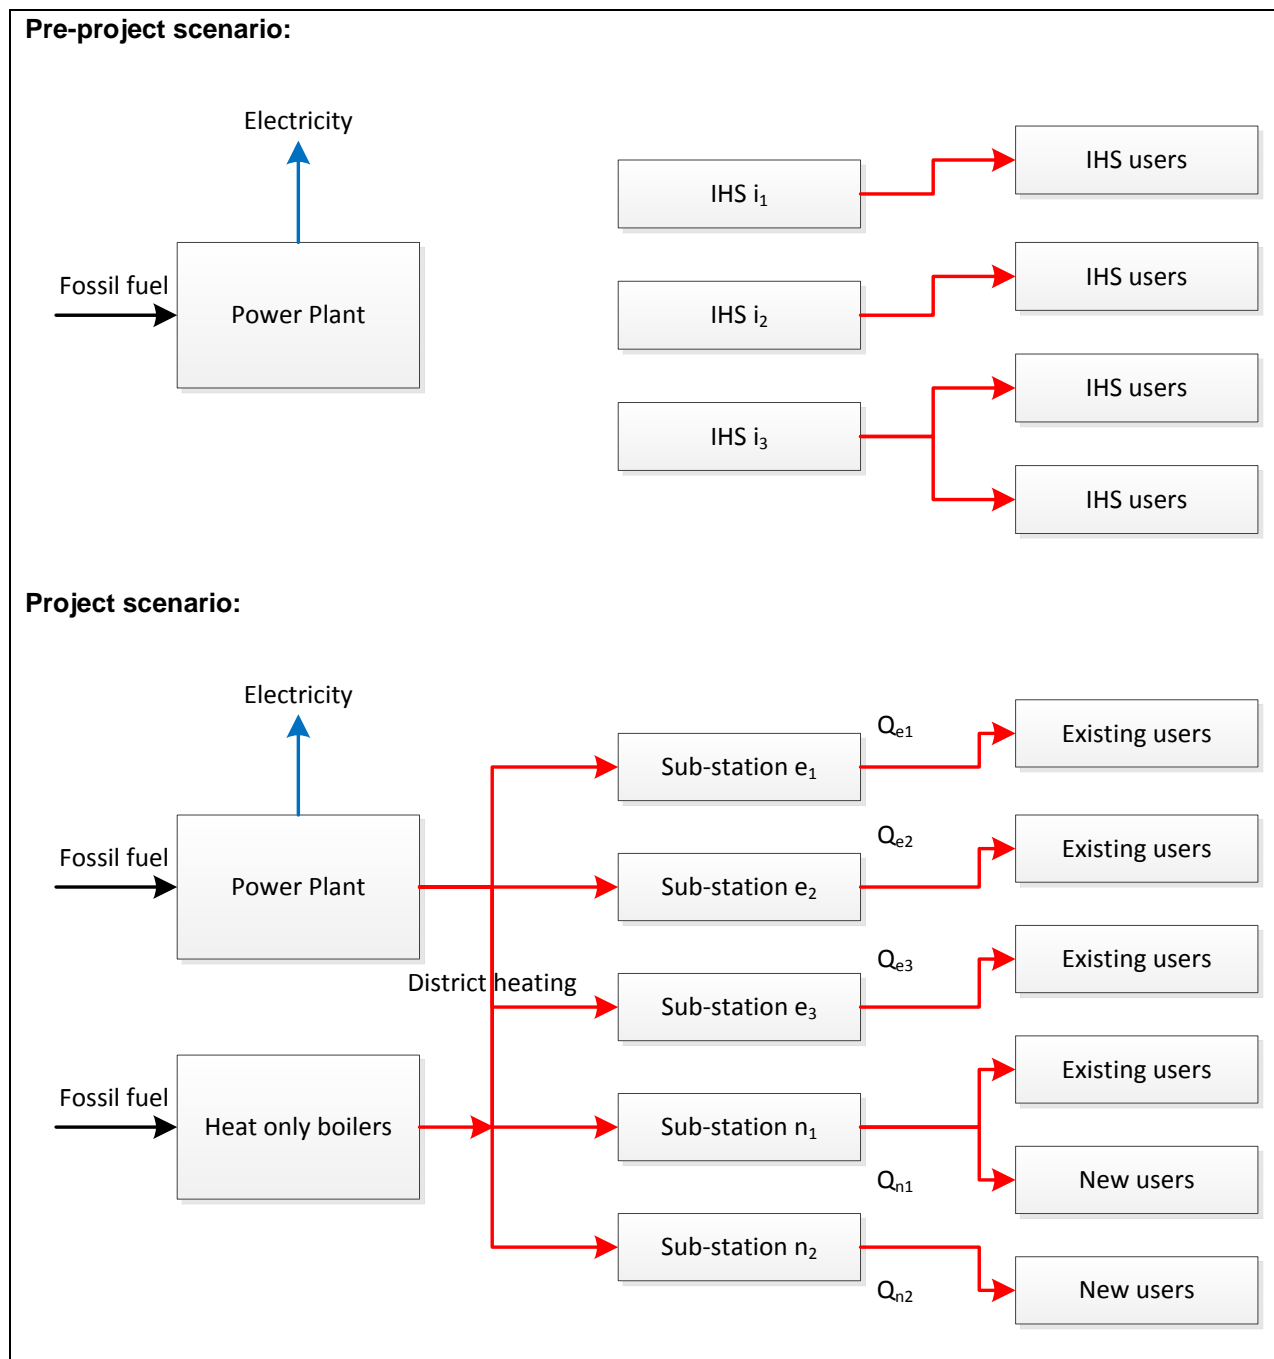 Pre-project scenario:
Electricity
IHS users
IHS i₁
IHS users
Fossil fuel
Power Plant
IHS i₂
IHS users
IHS i₃
IHS users
Project scenario:
Electricity
Qₑ₁
Existing users
Sub-station e₁
Qₑ₂
Existing users
Fossil fuel
Power Plant
Sub-station e₂
Qₑ₃
Existing users
District heating
Sub-station e₃
Existing users
Fossil fuel
Heat only boilers
Sub-station n₁
Qₙ₁
New users
Sub-station n₂
Qₙ₂
New users